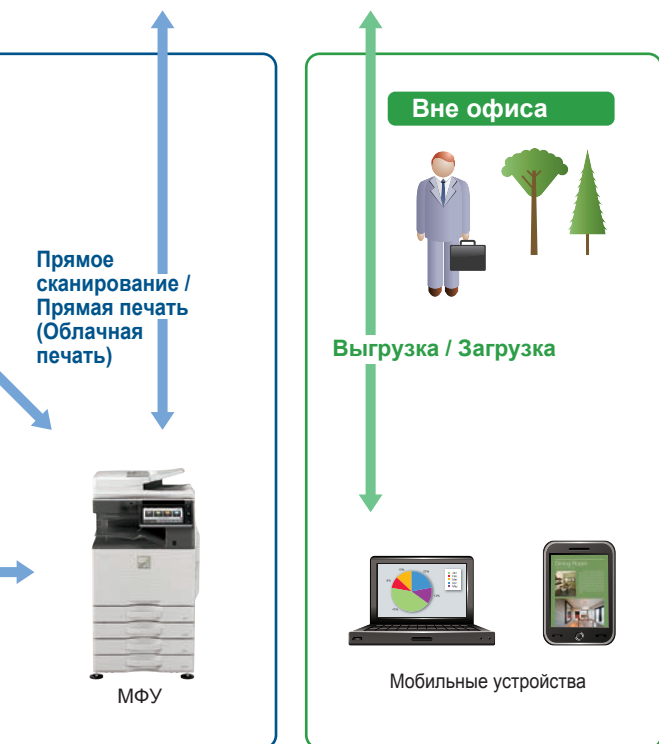 Вне офиса
Прямое
сканирование /
Прямая печать
(Облачная
печать)
Выгрузка / Загрузка
МФУ
Мобильные устройства